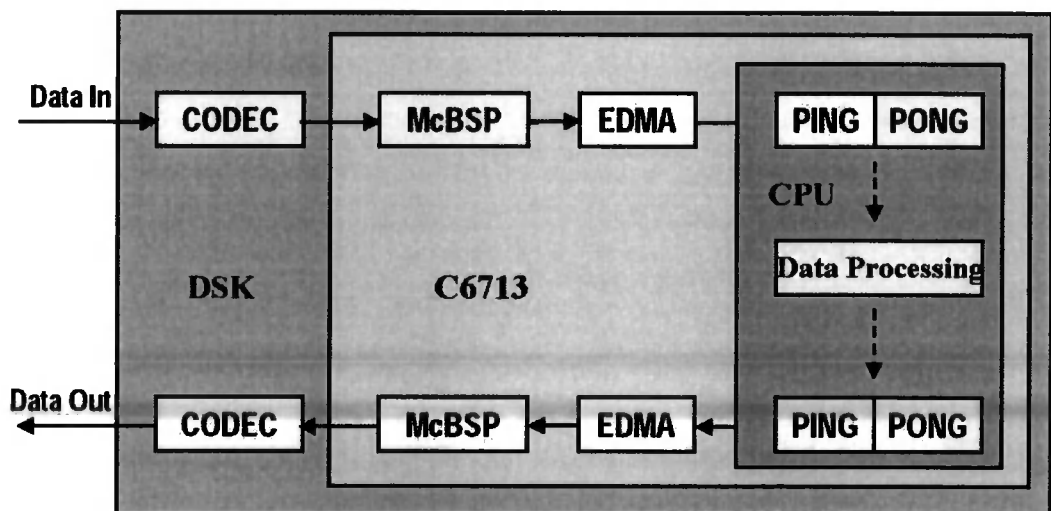 Data In
CODEC
McBSP
EDMA
PING PONG
CPU
Data Processing
DSK
C6713
Data Out
CODEC
McBSP
EDMA
PING PONG